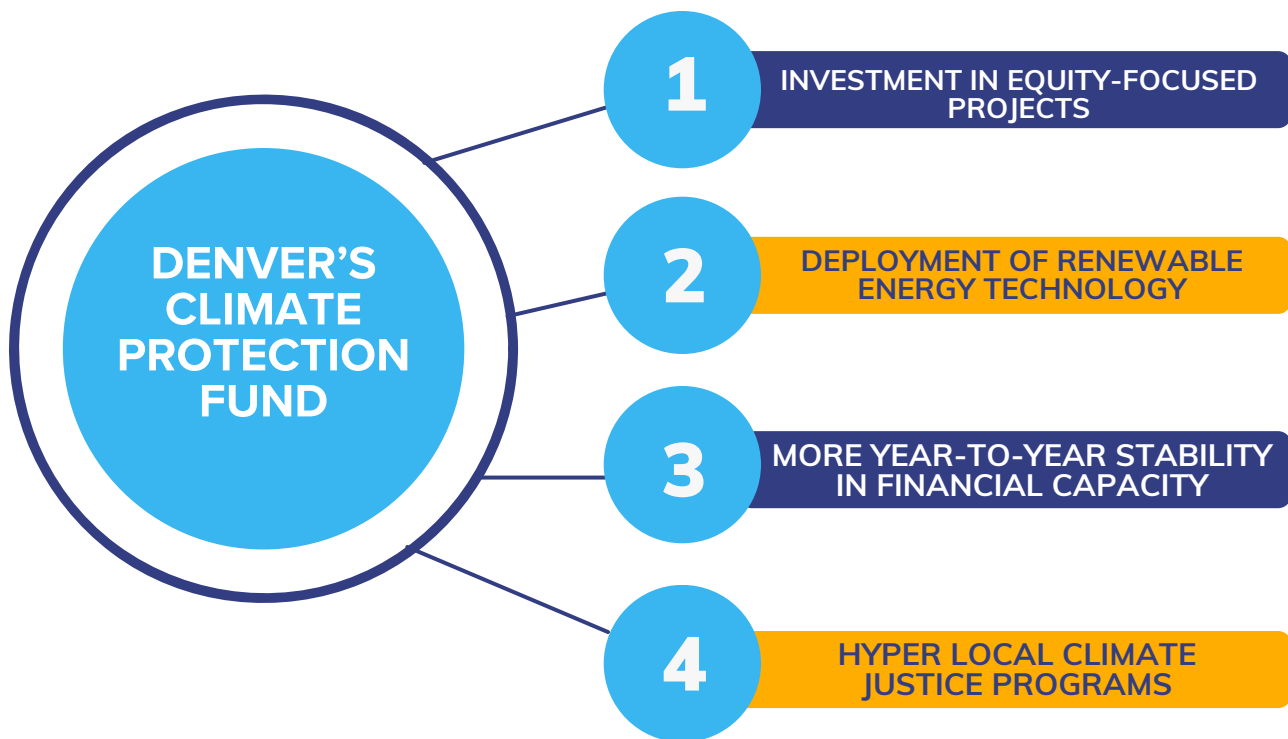 DENVER’S
CLIMATE
PROTECTION
FUND
1
INVESTMENT IN EQUITY-FOCUSED
PROJECTS
2
DEPLOYMENT OF RENEWABLE
ENERGY TECHNOLOGY
3
MORE YEAR-TO-YEAR STABILITY
IN FINANCIAL CAPACITY
4
HYPER LOCAL CLIMATE
JUSTICE PROGRAMS